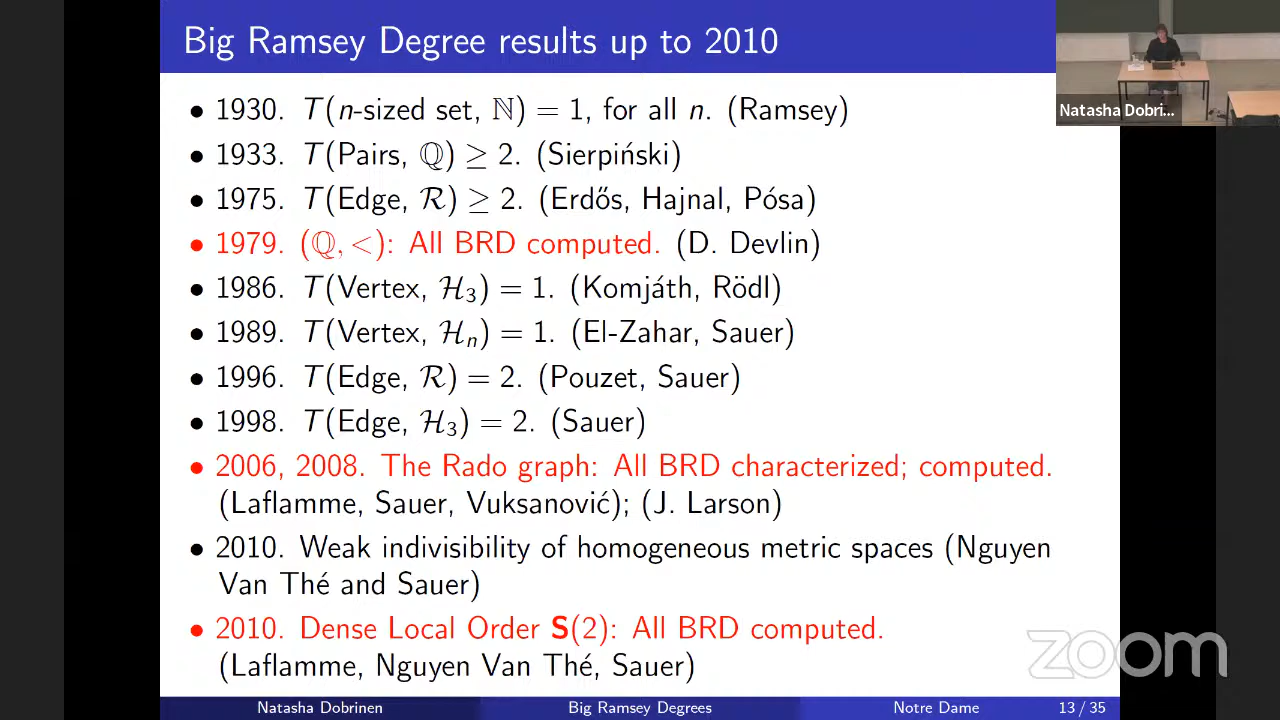 Big Ramsey Degree results up to 2010
• 1930. T(n-sized set, ℕ) = 1, for all n. (Ramsey)
• 1933. T(Pairs, ℚ) ≥ 2. (Sierpiński)
• 1975. T(Edge, ℛ) ≥ 2. (Erdős, Hajnal, Pósa)
• 1979. (ℚ, <): All BRD computed. (D. Devlin)
• 1986. T(Vertex, ℋ₃) = 1. (Komjáth, Rödl)
• 1989. T(Vertex, ℋₙ) = 1. (El-Zahar, Sauer)
• 1996. T(Edge, ℛ) = 2. (Pouzet, Sauer)
• 1998. T(Edge, ℋ₃) = 2. (Sauer)
• 2006, 2008. The Rado graph: All BRD characterized; computed.
(Laflamme, Sauer, Vuksanović); (J. Larson)
• 2010. Weak indivisibility of homogeneous metric spaces (Nguyen
Van Thé and Sauer)
• 2010. Dense Local Order S(2): All BRD computed.
(Laflamme, Nguyen Van Thé, Sauer)
Natasha Dobrinen Big Ramsey Degrees Notre Dame 13 / 35
Natasha Dobri...
zoom